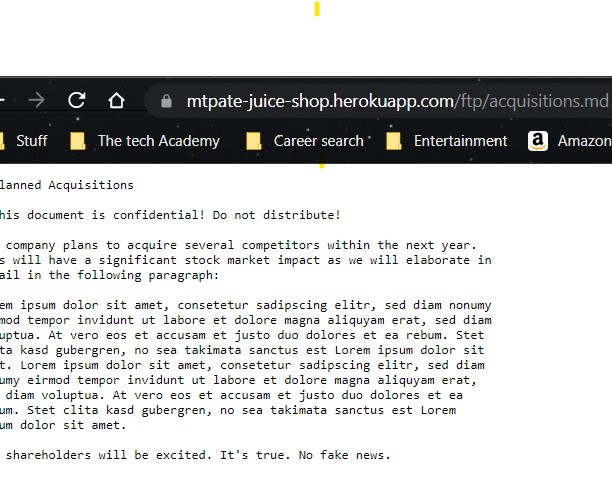 mtpate-juice-shop.herokuapp.com/ftp/acquisitions.md
Stuff The tech Academy Career search Entertainment Amazon
lanned Acquisitions
his document is confidential! Do not distribute!
company plans to acquire several competitors within the next year.
s will have a significant stock market impact as we will elaborate in
ail in the following paragraph:
em ipsum dolor sit amet, consetetur sadipscing elitr, sed diam nonumy
mod tempor invidunt ut labore et dolore magna aliquyam erat, sed diam
uptua. At vero eos et accusam et justo duo dolores et ea rebum. Stet
ta kasd gubergren, no sea takimata sanctus est Lorem ipsum dolor sit
t. Lorem ipsum dolor sit amet, consetetur sadipscing elitr, sed diam
umy eirmod tempor invidunt ut labore et dolore magna aliquyam erat,
diam voluptua. At vero eos et accusam et justo duo dolores et ea
um. Stet clita kasd gubergren, no sea takimata sanctus est Lorem
um dolor sit amet.
shareholders will be excited. It's true. No fake news.